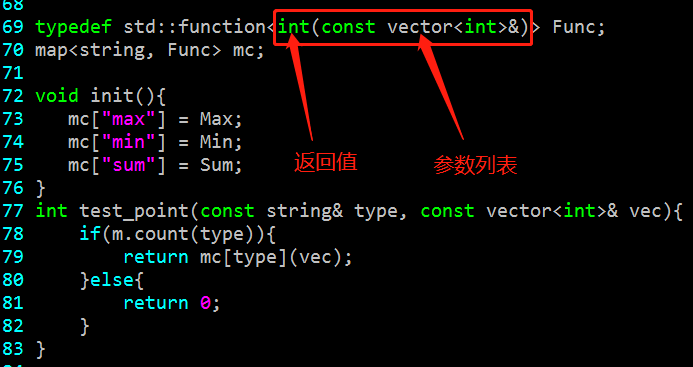 68
69 typedef std::function<int(const vector<int>&)> Func;
70 map<string, Func> mc;
71
72 void init(){
73 mc["max"] = Max;
74 mc["min"] = Min;
75 mc["sum"] = Sum;
返回值
参数列表
76 }
77 int test_point(const string& type, const vector<int>& vec){
78 if(m.count(type)){
79 return mc[type](vec);
80 }else{
81 return 0;
82 }
83 }